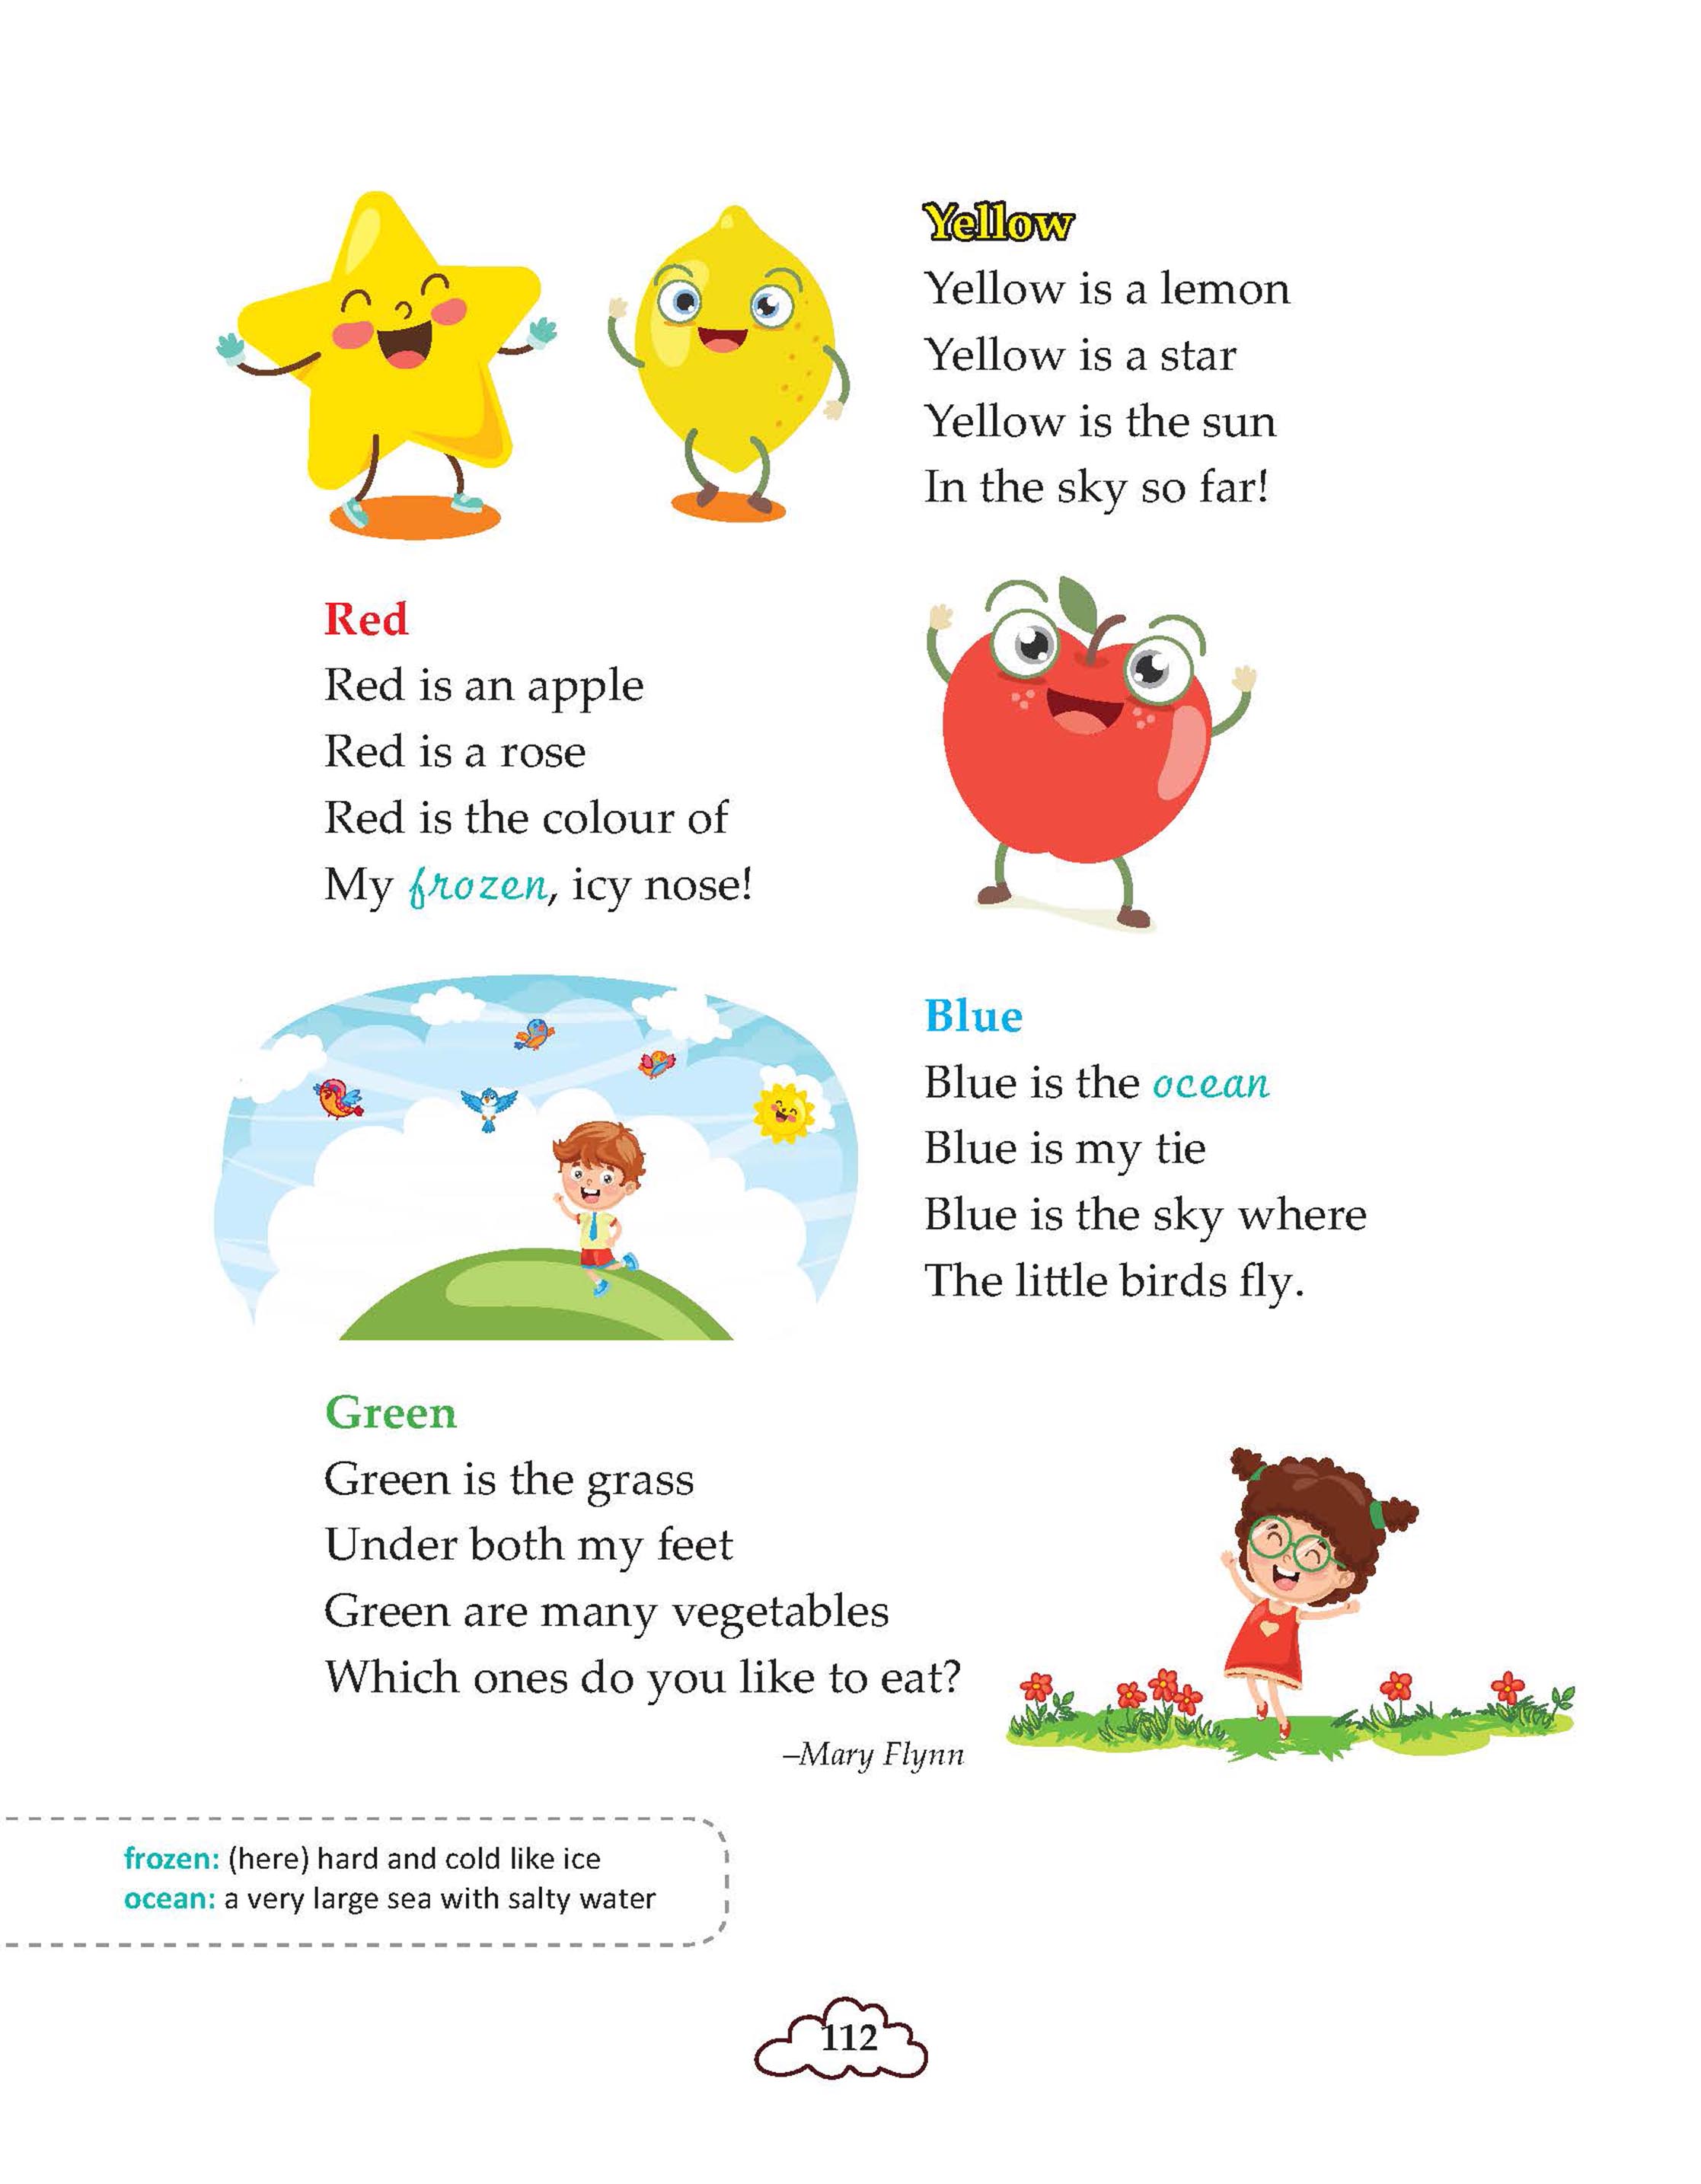 Yellow
Yellow is a lemon
Yellow is a star
Yellow is the sun
In the sky so far!
Red
Red is an apple
Red is a rose
Red is the colour of
My frozen, icy nose!
Blue
Blue is the ocean
Blue is my tie
Blue is the sky where
The little birds fly.
Green
Green is the grass
Under both my feet
Green are many vegetables
Which ones do you like to eat?
–Mary Flynn
frozen: (here) hard and cold like ice
ocean: a very large sea with salty water
112